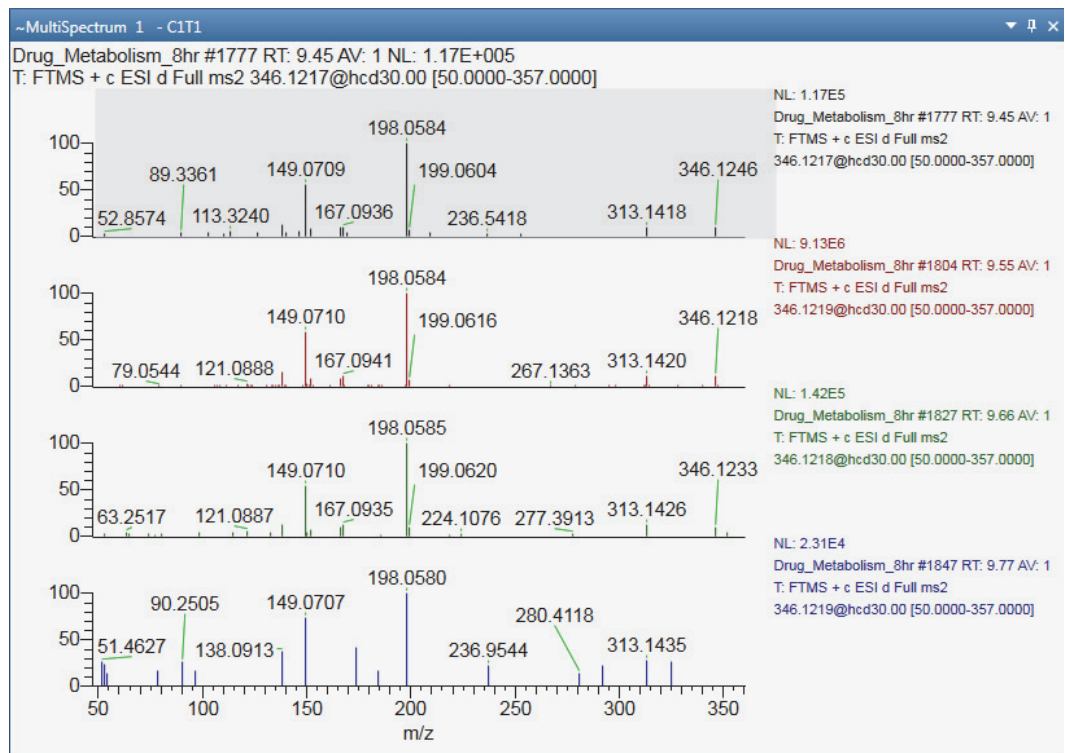 ~MultiSpectrum 1 - C1T1
Drug_Metabolism_8hr #1777 RT: 9.45 AV: 1 NL: 1.17E+005
T: FTMS + c ESI d Full ms2 346.1217@hcd30.00 [50.0000-357.0000]
NL: 1.17E5
Drug_Metabolism_8hr #1777 RT: 9.45 AV: 1
T: FTMS + c ESI d Full ms2
346.1217@hcd30.00 [50.0000-357.0000]
100
50
0
198.0584
89.3361
149.0709
199.0604
346.1246
52.8574
113.3240
167.0936
236.5418
313.1418
NL: 9.13E6
Drug_Metabolism_8hr #1804 RT: 9.55 AV: 1
T: FTMS + c ESI d Full ms2
346.1219@hcd30.00 [50.0000-357.0000]
100
50
0
198.0584
149.0710
199.0616
346.1218
79.0544
121.0888
167.0941
267.1363
313.1420
NL: 1.42E5
Drug_Metabolism_8hr #1827 RT: 9.66 AV: 1
T: FTMS + c ESI d Full ms2
346.1218@hcd30.00 [50.0000-357.0000]
100
50
0
198.0585
149.0710
199.0620
346.1233
63.2517
121.0887
167.0935
224.1076
277.3913
313.1426
NL: 2.31E4
Drug_Metabolism_8hr #1847 RT: 9.77 AV: 1
T: FTMS + c ESI d Full ms2
346.1219@hcd30.00 [50.0000-357.0000]
100
50
0
198.0580
90.2505
149.0707
280.4118
51.4627
138.0913
236.9544
313.1435
50
100
150
200
250
300
350
m/z